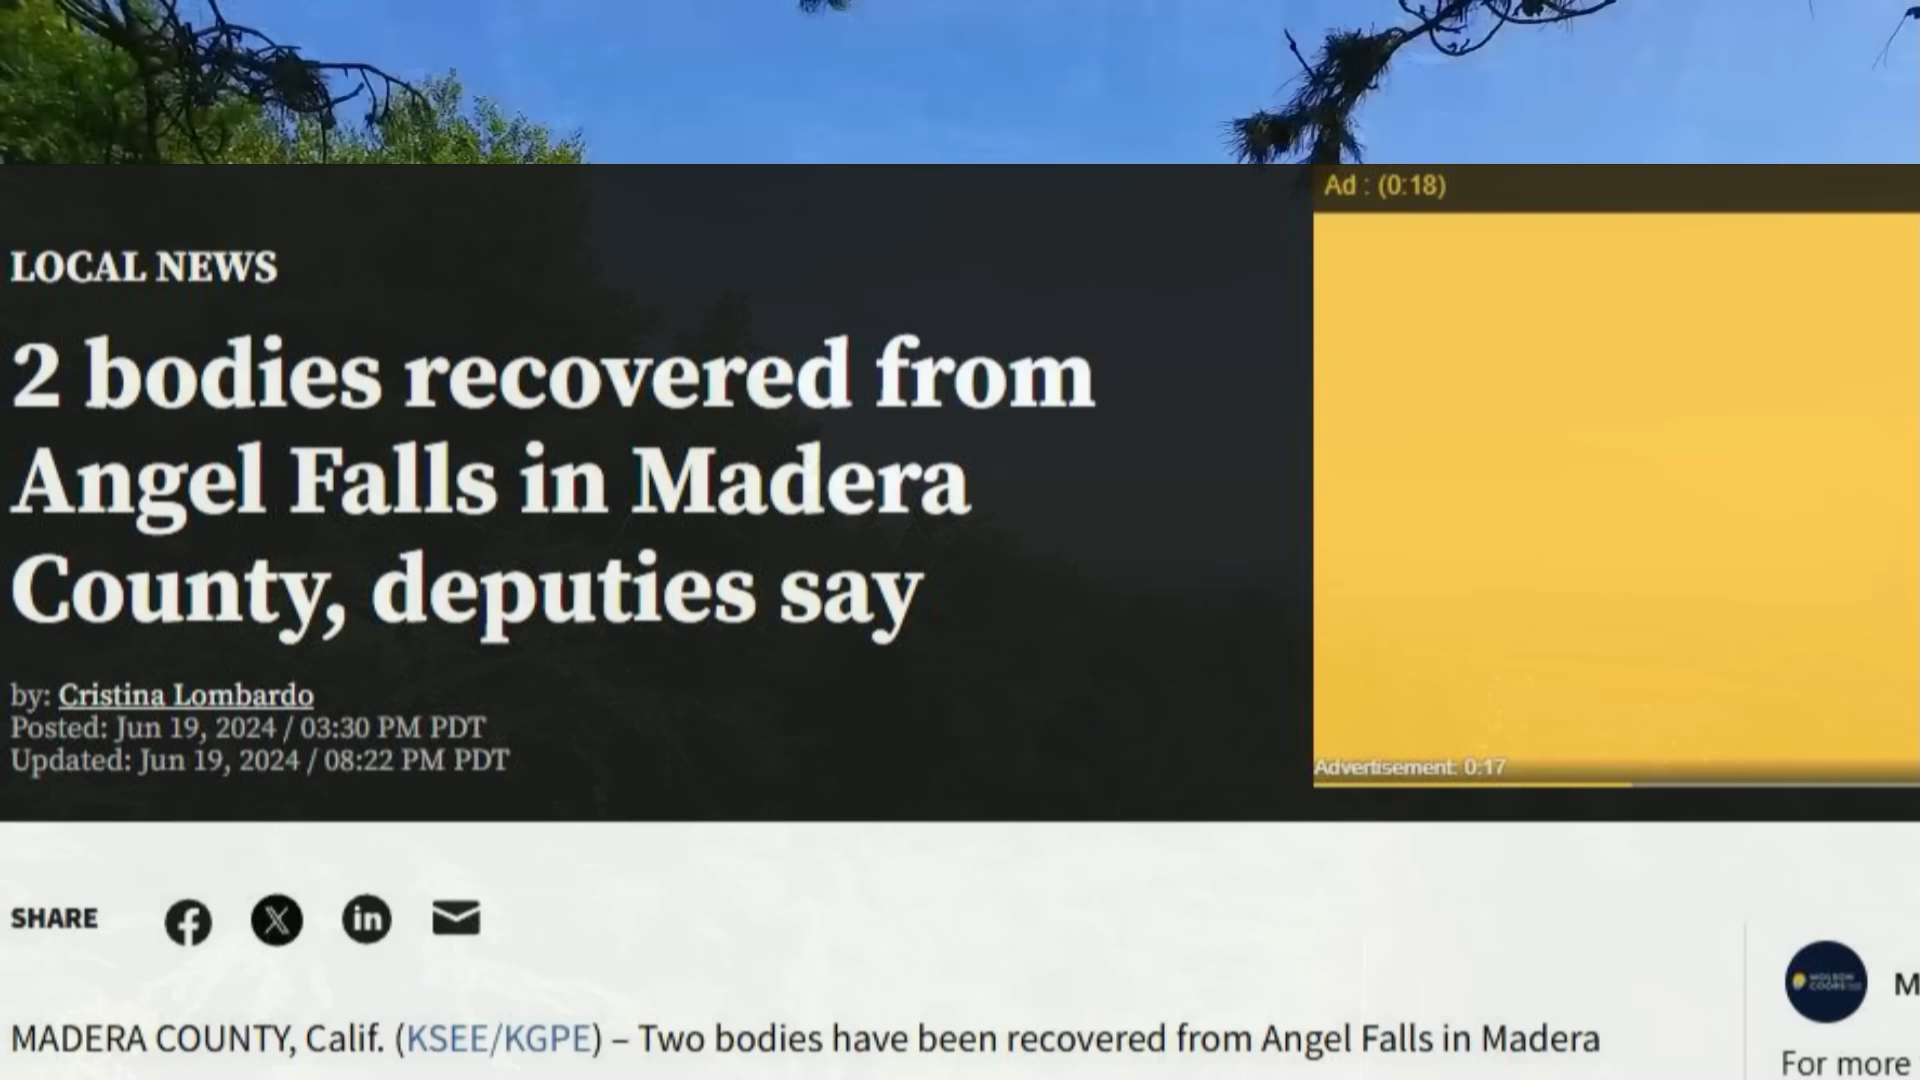 Ad : (0:18)
LOCAL NEWS
2 bodies recovered from
Angel Falls in Madera
County, deputies say
by: Cristina Lombardo
Posted: Jun 19, 2024 / 03:30 PM PDT
Updated: Jun 19, 2024 / 08:22 PM PDT
Advertisement: 0:17
SHARE
MOLSON
COORS
M
MADERA COUNTY, Calif. (KSEE/KGPE) – Two bodies have been recovered from Angel Falls in Madera
For more